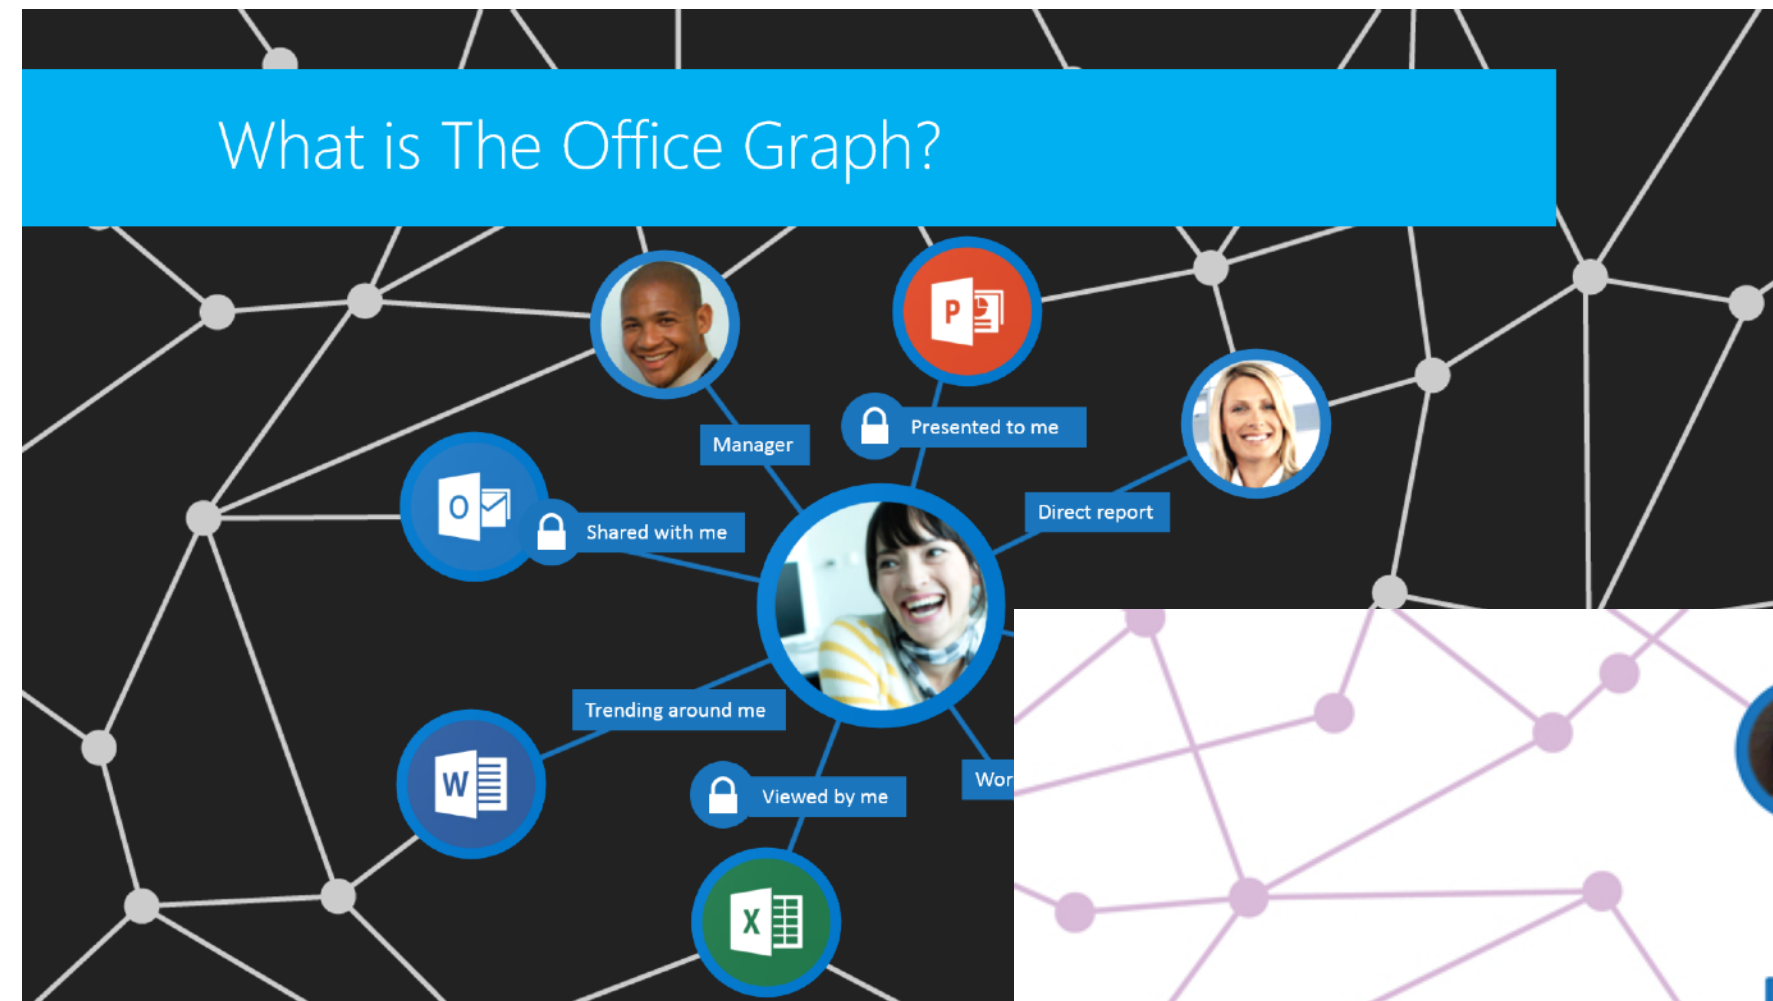 What is The Office Graph?
P
Presented to me
Manager
Direct report
O
Shared with me
Trending around me
W
Viewed by me
Wor
X